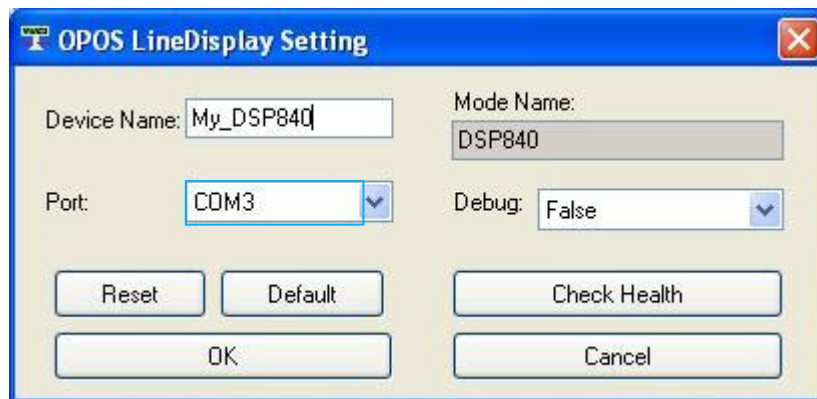 OPOS LineDisplay Setting
Device Name: My_DSP840
Mode Name:
DSP840
Port: COM3
Debug: False
Reset
Default
Check Health
OK
Cancel